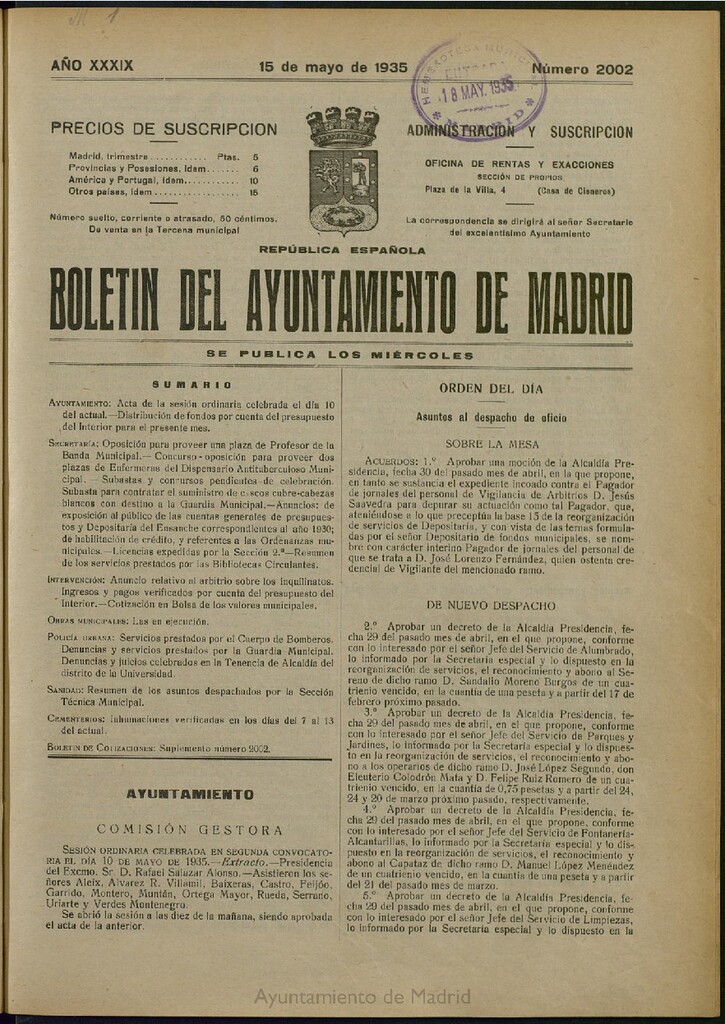 AÑO XXXIX
15 de mayo de 1935
Número 2002
HEMEROTECA MUNICIPAL
ENTRADA
18 MAY. 1935
MADRID
PRECIOS DE SUSCRIPCION
Madrid, trimestre............ Ptas. 5
Provincias y Posesiones, idem.............. 6
América y Portugal, idem........... 10
Otros países, idem................. 15
Número suelto, corriente o atrasado, 50 céntimos.
De venta en la Tercena municipal
ADMINISTRACION Y SUSCRIPCION
OFICINA DE RENTAS Y EXACCIONES
SECCIÓN DE PROPIOS
Plaza de la Villa, 4 (Casa de Cisneros)
La correspondencia se dirigirá al señor Secretario
del excelentísimo Ayuntamiento
REPÚBLICA ESPAÑOLA
BOLETIN DEL AYUNTAMIENTO DE MADRID
SE PUBLICA LOS MIÉRCOLES
SUMARIO
AYUNTAMIENTO: Acta de la sesión ordinaria celebrada el día 10
del actual.—Distribución de fondos por cuenta del presupuesto
del Interior para el presente mes.
SECRETARÍA: Oposición para proveer una plaza de Profesor de la
Banda Municipal.—Concurso-oposición para proveer dos
plazas de Enfermeras del Dispensario Antituberculoso Muni-
cipal.—Subastas y concursos pendientes de celebración.
Subasta para contratar el suministro de cascos cubre-cabezas
blancos con destino a la Guardia Municipal.—Anuncios: de
exposición al público de las cuentas generales de presupues-
tos y Depositaría del Ensanche correspondientes al año 1930;
de habilitación de crédito, y referentes a las Ordenanzas mu-
nicipales.—Licencias expedidas por la Sección 2.ª—Resumen
de los servicios prestados por las Bibliotecas Circulantes.
INTERVENCIÓN: Anuncio relativo al arbitrio sobre los inquilinatos.
Ingresos y pagos verificados por cuenta del presupuesto del
Interior.—Cotización en Bolsa de los valores municipales.
OBRAS MUNICIPALES: Las en ejecución.
POLICÍA URBANA: Servicios prestados por el Cuerpo de Bomberos.
Denuncias y servicios prestados por la Guardia Municipal.
Denuncias y juicios celebrados en la Tenencia de Alcaldía del
distrito de la Universidad.
SANIDAD: Resumen de los asuntos despachados por la Sección
Técnica Municipal.
CEMENTERIOS: Inhumaciones verificadas en los días del 7 al 13
del actual.
BOLETÍN DE COTIZACIONES: Suplemento número 2002.
AYUNTAMIENTO
COMISIÓN GESTORA
SESIÓN ORDINARIA CELEBRADA EN SEGUNDA CONVOCATO-
RIA EL DÍA 10 DE MAYO DE 1935.—Extracto.—Presidencia
del Excmo. Sr. D. Rafael Salazar Alonso.—Asistieron los se-
ñores Aleix, Alvarez R. Villamil, Baixeras, Castro, Feijóo,
Garrido, Montero, Muntán, Ortega Mayor, Rueda, Serrano,
Uriarte y Verdes Montenegro.
Se abrió la sesión a las diez de la mañana, siendo aprobada
el acta de la anterior.
ORDEN DEL DÍA
Asuntos al despacho de oficio
SOBRE LA MESA
ACUERDOS: 1.º Aprobar una moción de la Alcaldía Pre-
sidencia, fecha 30 del pasado mes de abril, en la que propone,
en tanto se sustancia el expediente incoado contra el Pagador
de jornales del personal de Vigilancia de Arbitrios D. Jesús
Saavedra para depurar su actuación como tal Pagador, que,
ateniéndose a lo que preceptúa la base 15 de la reorganización
de servicios de Depositaría, y con vista de las ternas formula-
das por el señor Depositario de fondos municipales, se nom-
bre con carácter interino Pagador de jornales del personal de
que se trata a D. José Lorenzo Fernández, quien ostenta cre-
dencial de Vigilante del mencionado ramo.
DE NUEVO DESPACHO
2.º Aprobar un decreto de la Alcaldía Presidencia, fe-
cha 29 del pasado mes de abril, en el que propone, conforme
con lo interesado por el señor Jefe del Servicio de Alumbrado,
lo informado por la Secretaría especial y lo dispuesto en la
reorganización de servicios, el reconocimiento y abono al Se-
reno de dicho ramo D. Sandalio Moreno Burgos de un cua-
trienio vencido, en la cuantía de una peseta y a partir del 17 de
febrero próximo pasado.
3.º Aprobar un decreto de la Alcaldía Presidencia, fe-
cha 29 del pasado mes de abril, en el que propone, conforme
con lo interesado por el señor Jefe del Servicio de Parques y
Jardines, lo informado por la Secretaría especial y lo dispues-
to en la reorganización de servicios, el reconocimiento y abo-
no a los operarios de dicho ramo D. José López Segundo, don
Eleuterio Colodrón Mata y D. Felipe Ruiz Romero de un cua-
trienio vencido, en la cuantía de 0,75 pesetas y a partir del 24,
24 y 20 de marzo próximo pasado, respectivamente.
4.º Aprobar un decreto de la Alcaldía Presidencia, fe-
cha 29 del pasado mes de abril, en el que propone, conforme
con lo interesado por el señor Jefe del Servicio de Fontanería-
Alcantarillas, lo informado por la Secretaría especial y lo dis-
puesto en la reorganización de servicios, el reconocimiento y
abono al Capataz de dicho ramo D. Manuel López Menéndez
de un cuatrienio vencido, en la cuantía de una peseta y a partir
del 21 del pasado mes de marzo.
5.º Aprobar un decreto de la Alcaldía Presidencia, fe-
cha 29 del pasado mes de abril, en el que propone, conforme
con lo interesado por el señor Jefe del Servicio de Limpiezas,
lo informado por la Secretaría especial y lo dispuesto en la
Ayuntamiento de Madrid